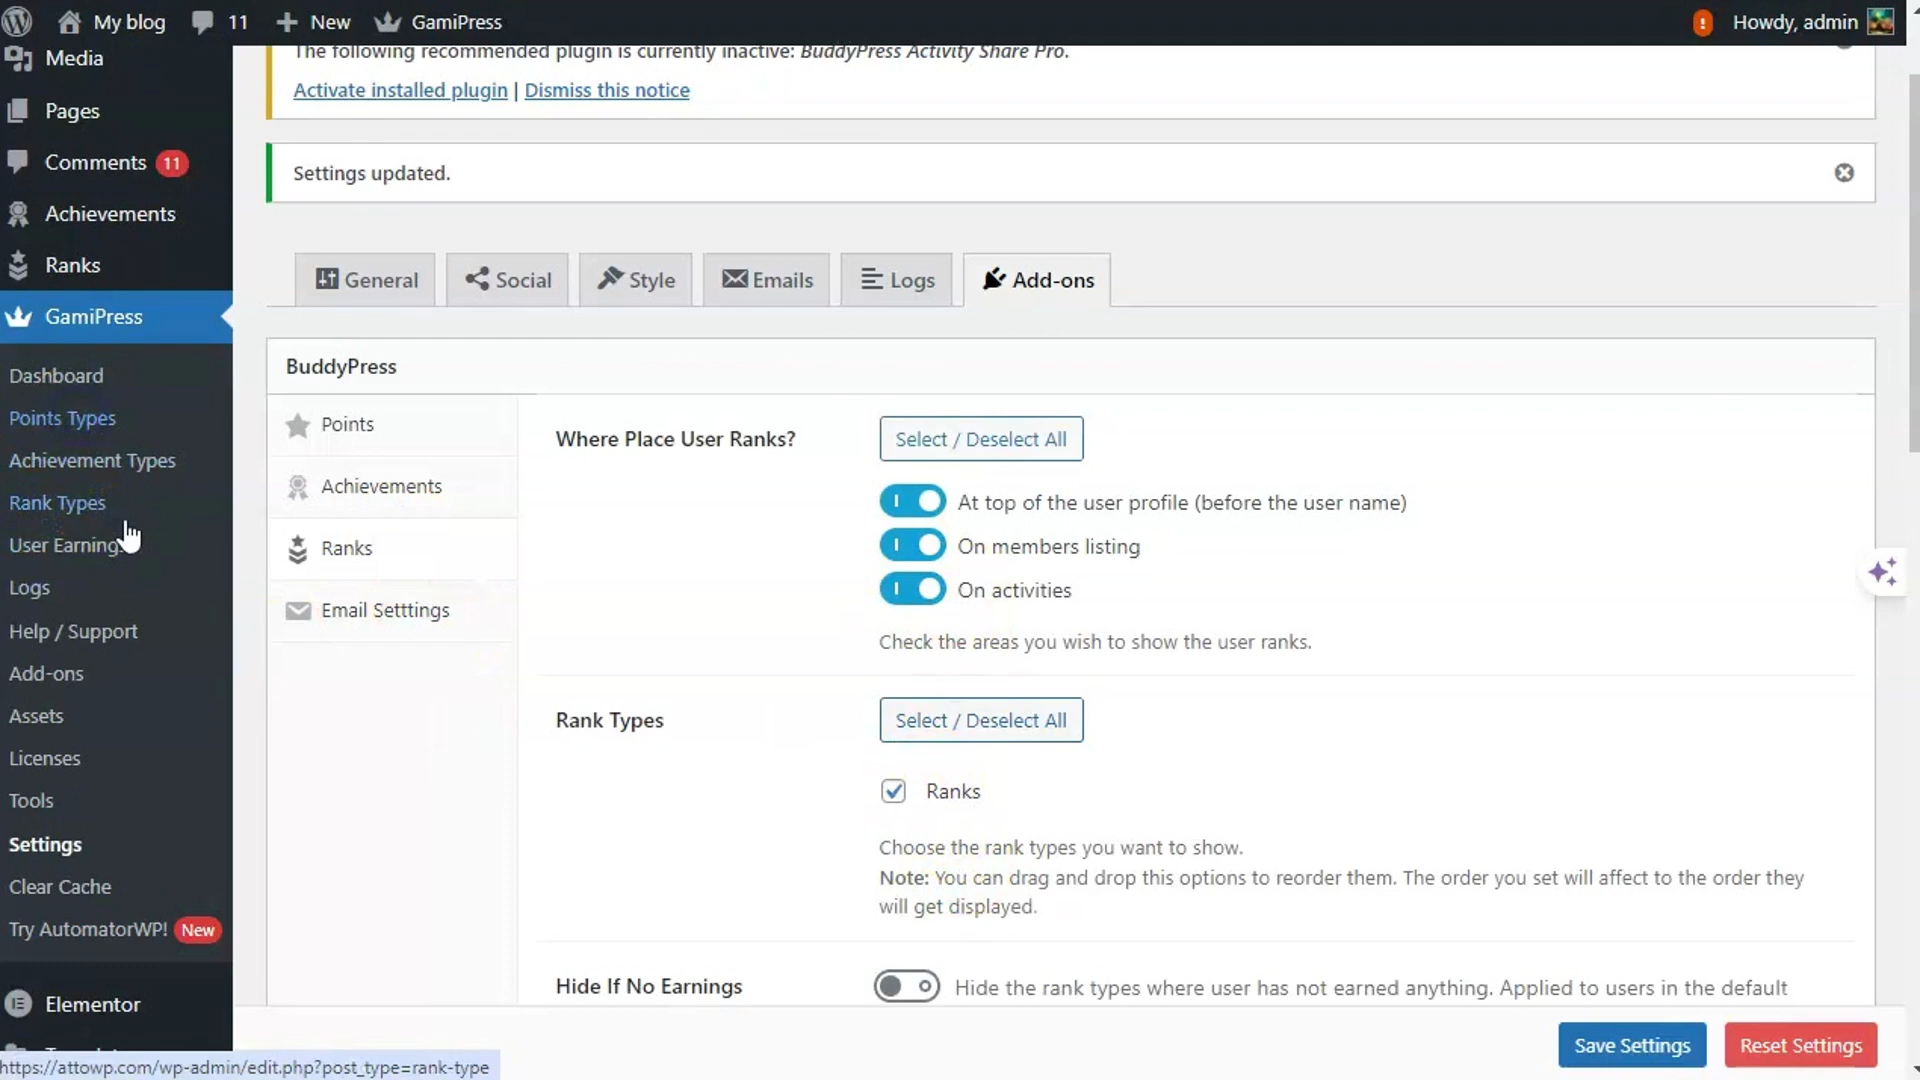 My blog 11 New GamiPress Howdy, admin
Media
Pages
Comments 11
Achievements
Ranks
GamiPress
Dashboard
Points Types
Achievement Types
Rank Types
User Earning
Logs
Help / Support
Add-ons
Assets
Licenses
Tools
Settings
Clear Cache
Try AutomatorWP! New
Elementor
https://attowp.com/wp-admin/edit.php?post_type=rank-type
The following recommended plugin is currently inactive: BuddyPress Activity Share Pro.
Activate installed plugin | Dismiss this notice
Settings updated.
General Social Style Emails Logs Add-ons
BuddyPress
Points
Achievements
Ranks
Email Setttings
Where Place User Ranks?
Select / Deselect All
At top of the user profile (before the user name)
On members listing
On activities
Check the areas you wish to show the user ranks.
Rank Types
Select / Deselect All
Ranks
Choose the rank types you want to show.
Note: You can drag and drop this options to reorder them. The order you set will affect to the order they
will get displayed.
Hide If No Earnings
Hide the rank types where user has not earned anything. Applied to users in the default
Save Settings Reset Settings